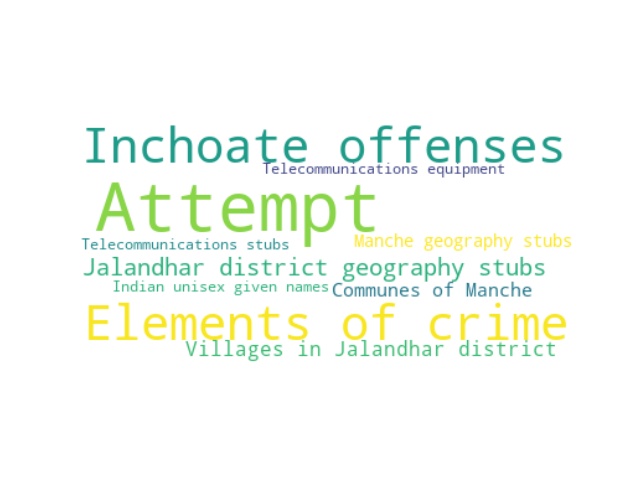 Inchoate offenses
Telecommunications equipment
Attempt
Manche geography stubs
Telecommunications stubs
Jalandhar district geography stubs
Indian unisex given names
Communes of Manche
Elements of crime
Villages in Jalandhar district